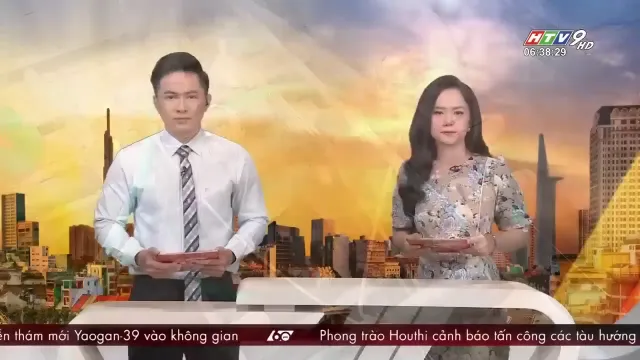 HTV9 HD
06:38:29
ển thám mới Yaogan-39 vào không gian 60 Phong trào Houthi cảnh báo tấn công các tàu hướng